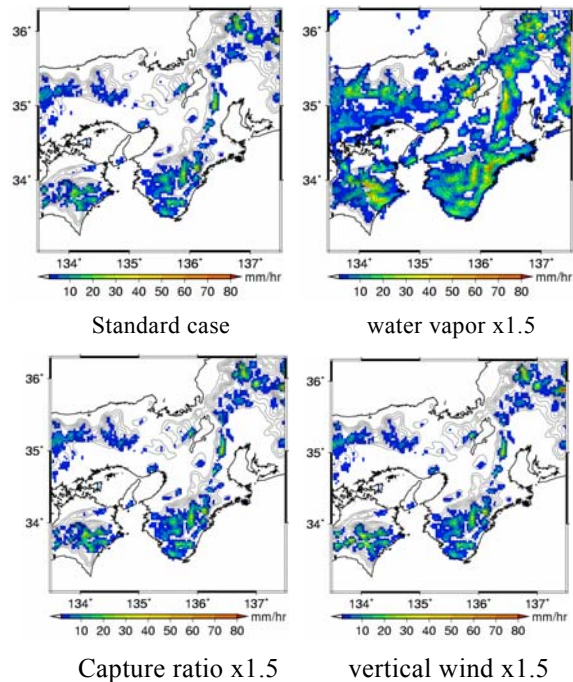 36˚
35˚
34˚
134˚ 135˚ 136˚ 137˚
mm/hr
10 20 30 40 50 60 70 80
Standard case
36˚
35˚
34˚
134˚ 135˚ 136˚ 137˚
mm/hr
10 20 30 40 50 60 70 80
water vapor x1.5
36˚
35˚
34˚
134˚ 135˚ 136˚ 137˚
mm/hr
10 20 30 40 50 60 70 80
Capture ratio x1.5
36˚
35˚
34˚
134˚ 135˚ 136˚ 137˚
mm/hr
10 20 30 40 50 60 70 80
vertical wind x1.5